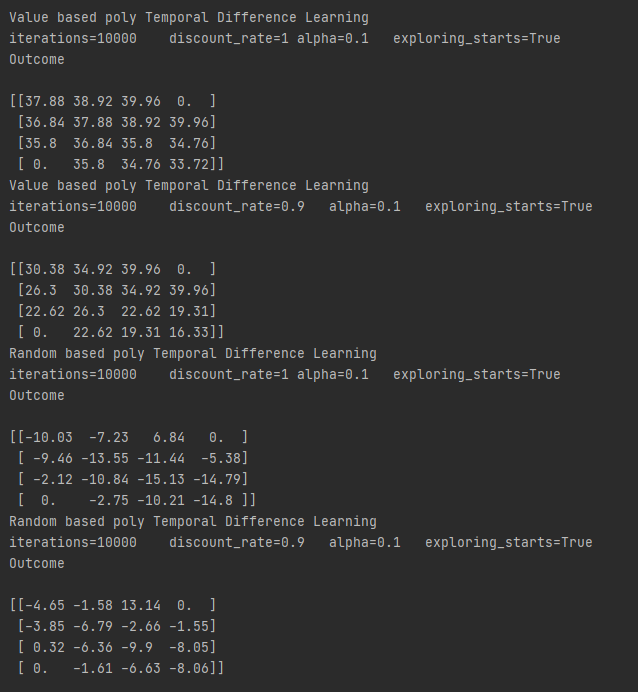 Value based poly Temporal Difference Learning
iterations=10000    discount_rate=1 alpha=0.1   exploring_starts=True
Outcome
[[37.88 38.92 39.96  0.  ]
 [36.84 37.88 38.92 39.96]
 [35.8  36.84 35.8  34.76]
 [ 0.   35.8  34.76 33.72]]
Value based poly Temporal Difference Learning
iterations=10000    discount_rate=0.9   alpha=0.1   exploring_starts=True
Outcome
[[30.38 34.92 39.96  0.  ]
 [26.3  30.38 34.92 39.96]
 [22.62 26.3  22.62 19.31]
 [ 0.   22.62 19.31 16.33]]
Random based poly Temporal Difference Learning
iterations=10000    discount_rate=1 alpha=0.1   exploring_starts=True
Outcome
[[-10.03  -7.23   6.84   0.  ]
 [ -9.46 -13.55 -11.44  -5.38]
 [ -2.12 -10.84 -15.13 -14.79]
 [  0.    -2.75 -10.21 -14.8 ]]
Random based poly Temporal Difference Learning
iterations=10000    discount_rate=0.9   alpha=0.1   exploring_starts=True
Outcome
[[-4.65 -1.58 13.14  0.  ]
 [-3.85 -6.79 -2.66 -1.55]
 [ 0.32 -6.36 -9.9  -8.05]
 [ 0.   -1.61 -6.63 -8.06]]